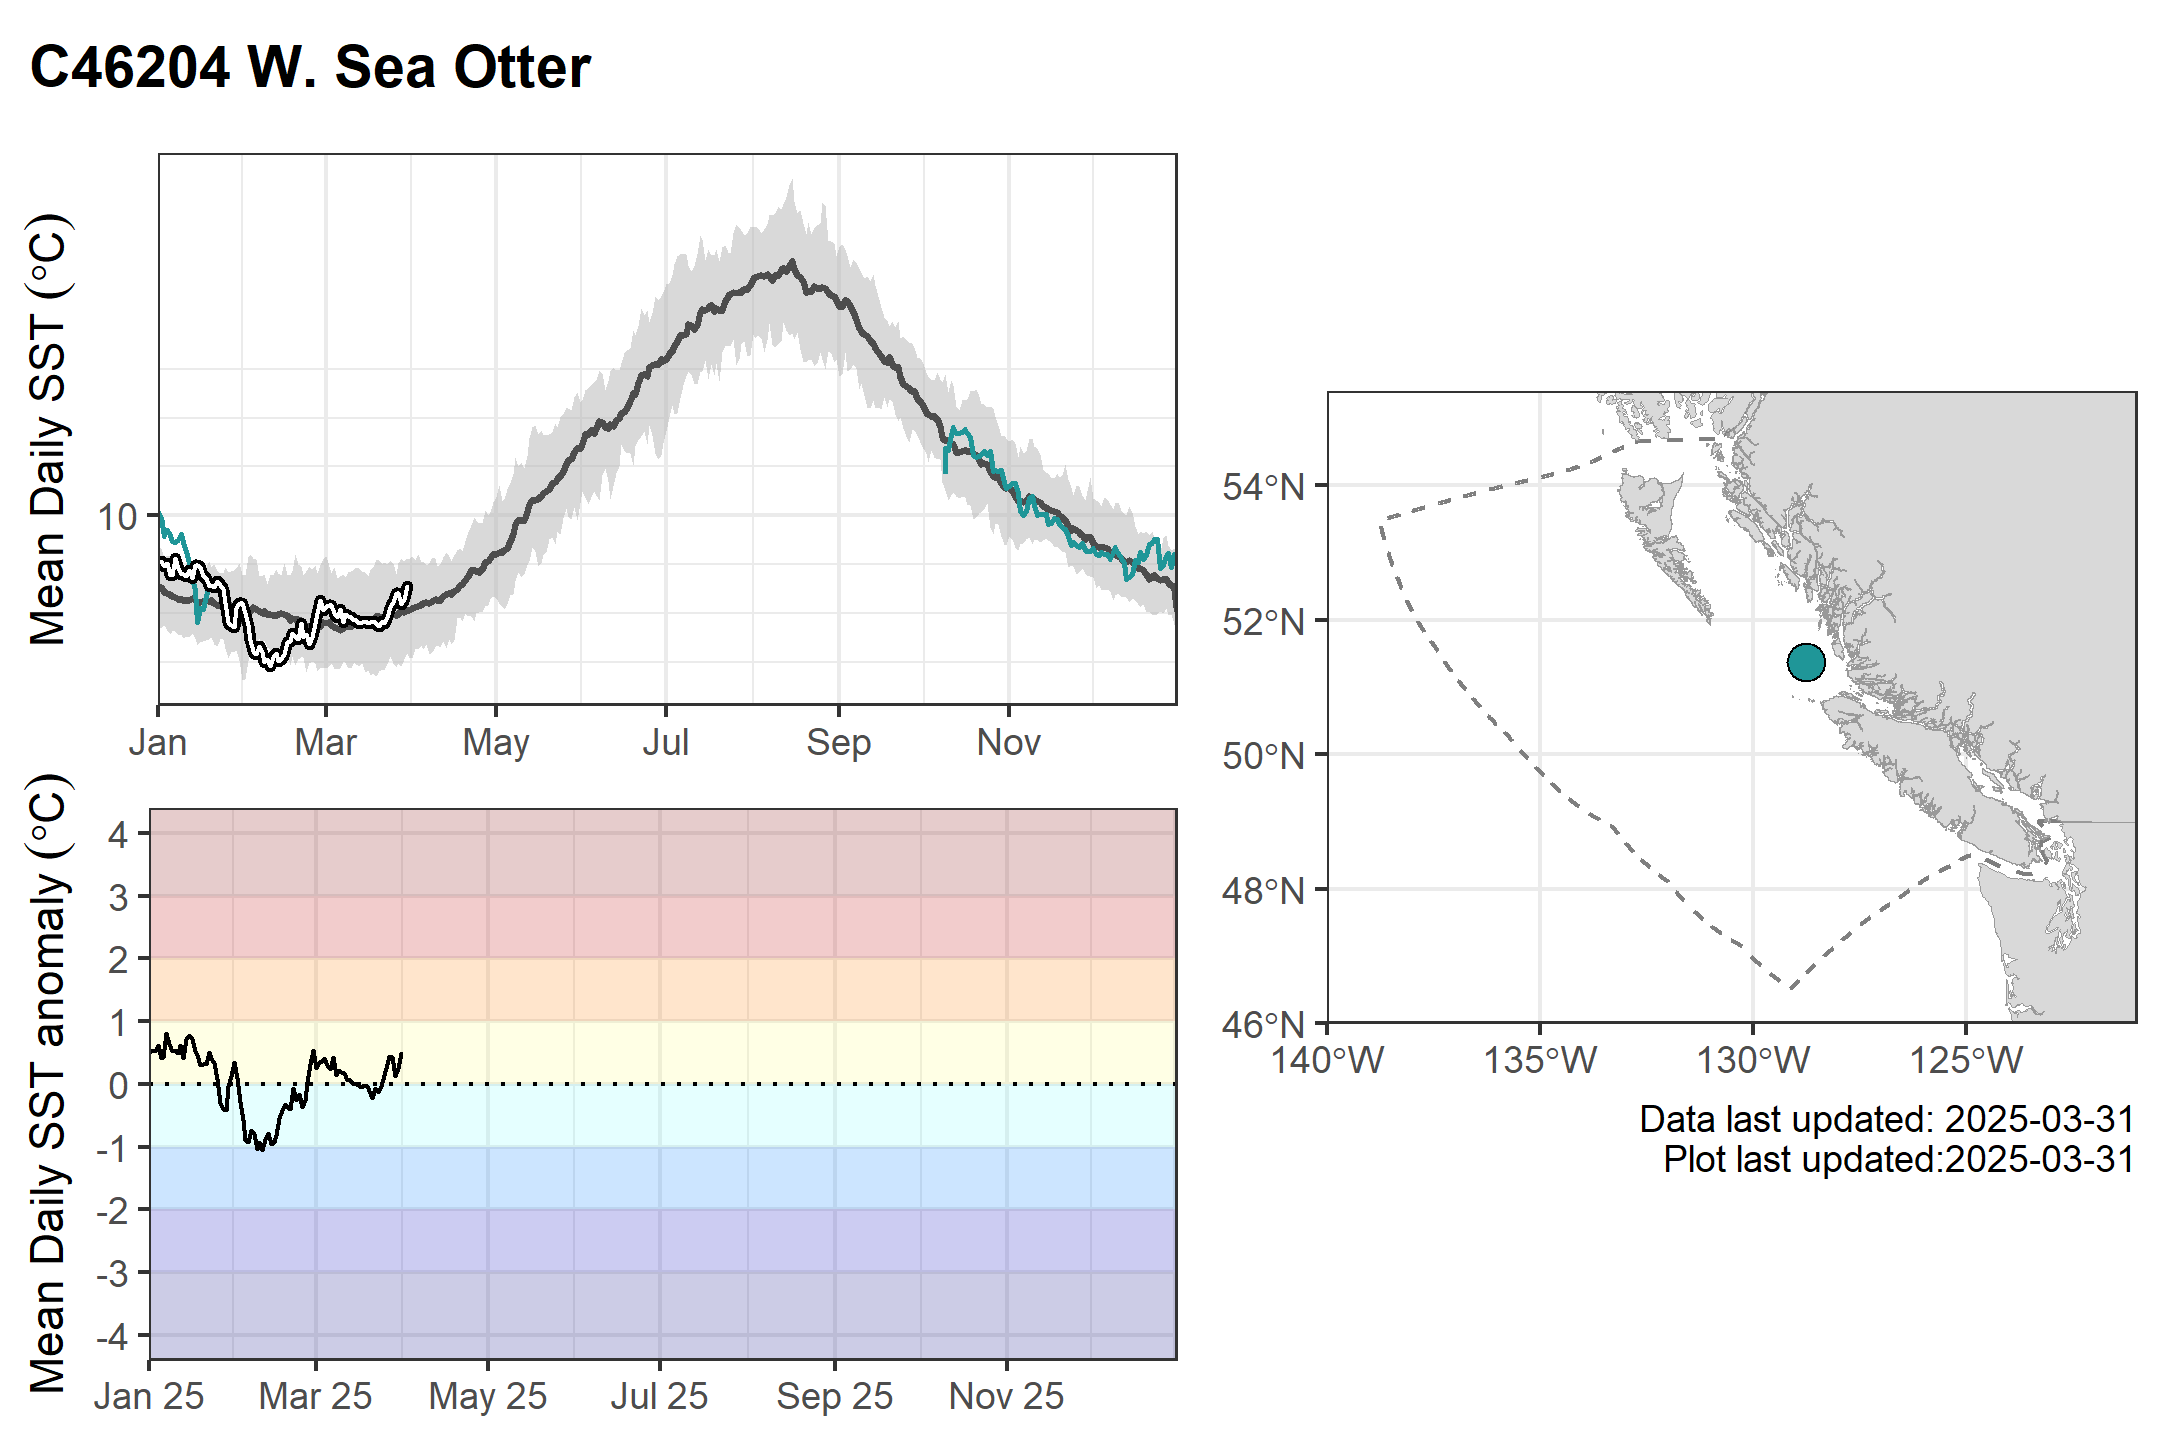 C46204 W. Sea Otter
Mean Daily SST (°C)
10
Jan Mar May Jul Sep Nov
Mean Daily SST anomaly (°C)
4
3
2
1
0
-1
-2
-3
-4
Jan 25 Mar 25 May 25 Jul 25 Sep 25 Nov 25
54°N
52°N
50°N
48°N
46°N
140°W 135°W 130°W 125°W
Data last updated: 2025-03-31
Plot last updated:2025-03-31